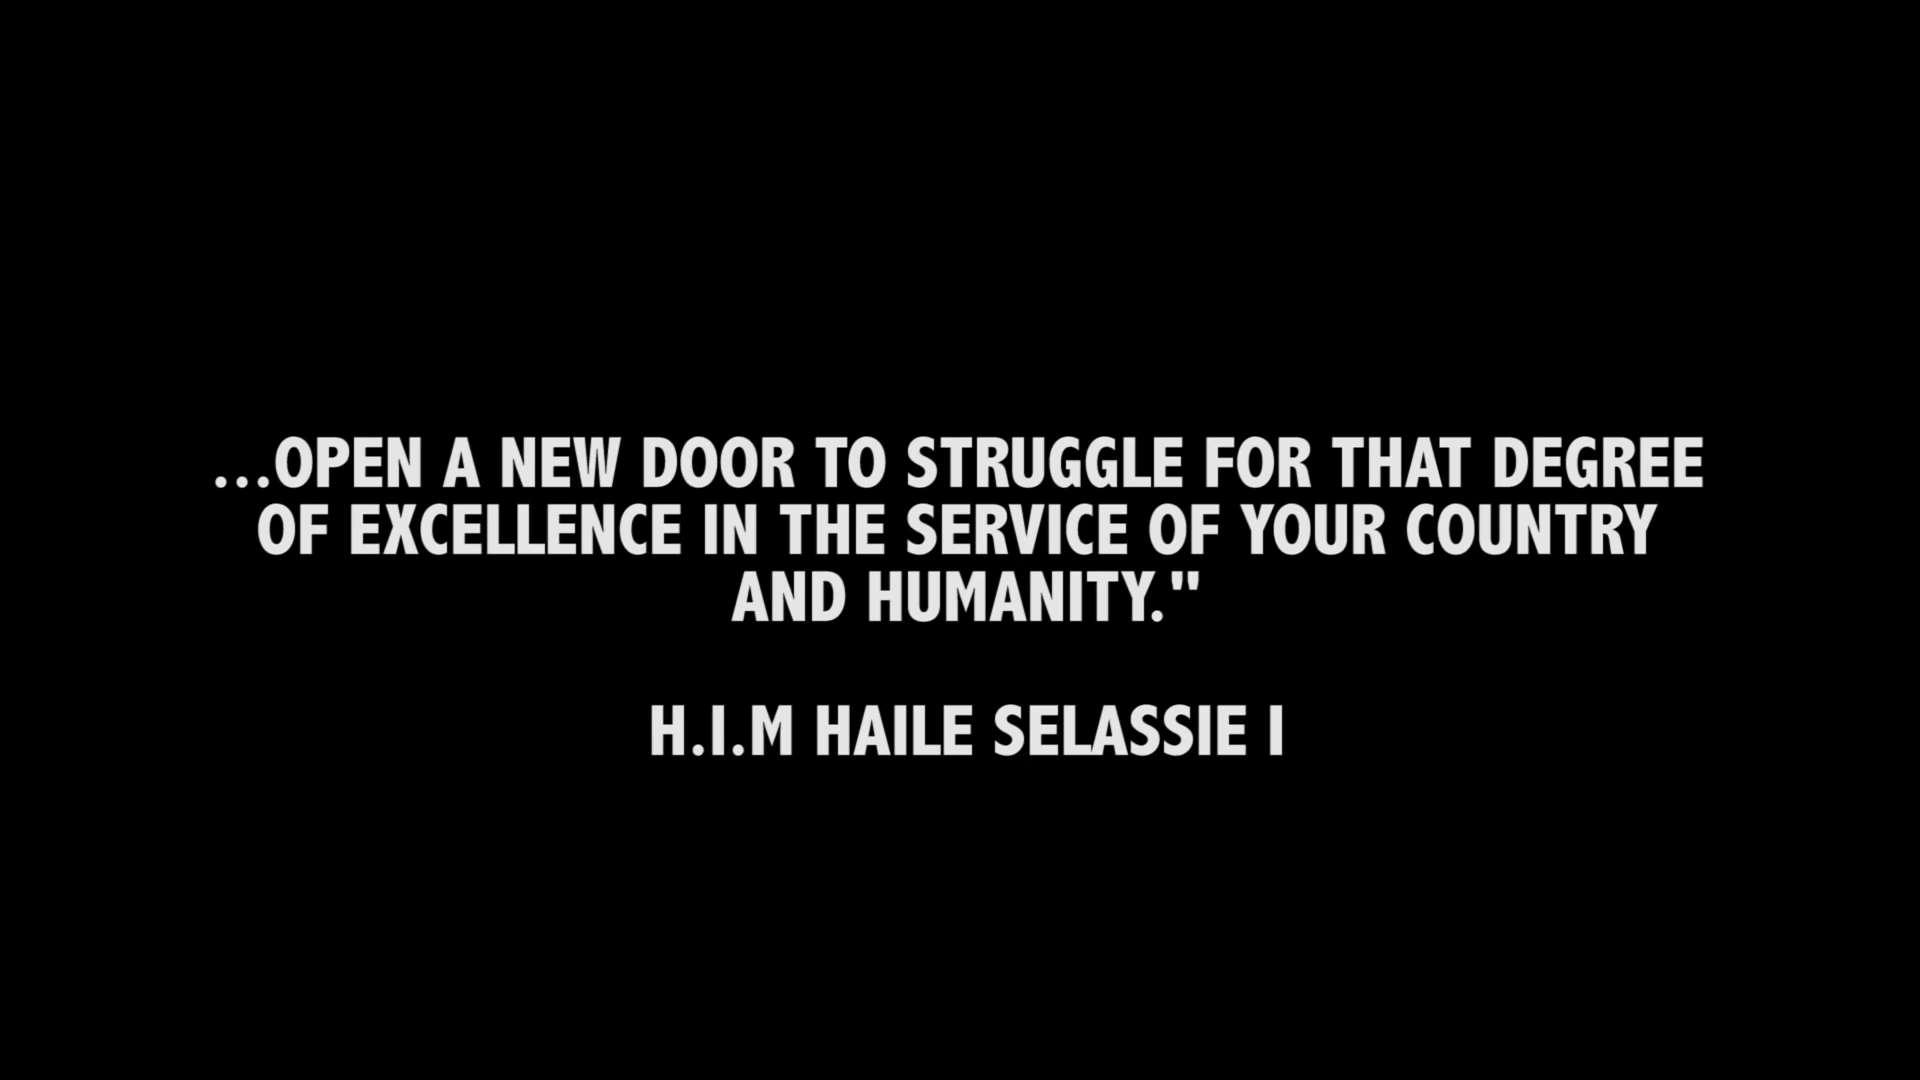 ...OPEN A NEW DOOR TO STRUGGLE FOR THAT DEGREE
OF EXCELLENCE IN THE SERVICE OF YOUR COUNTRY
AND HUMANITY."
H.I.M HAILE SELASSIE I